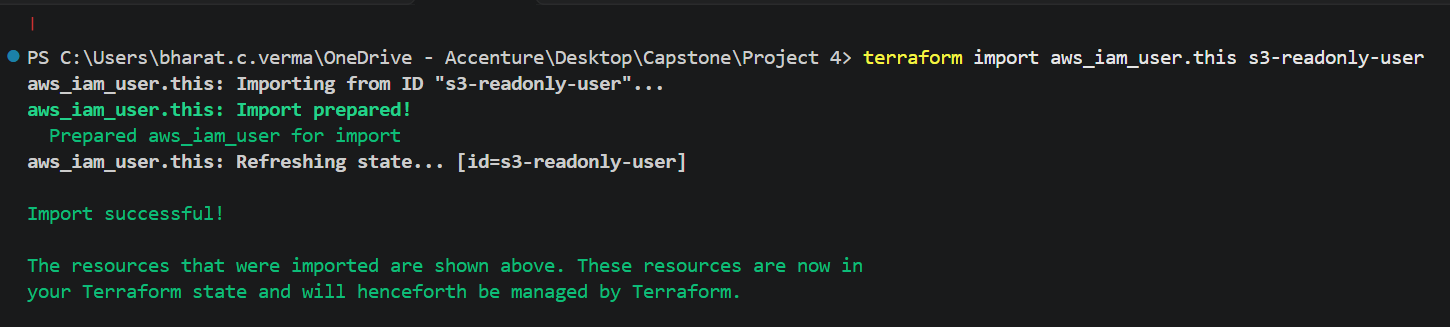 PS C:\Users\bharat.c.verma\OneDrive - Accenture\Desktop\Capstone\Project 4> terraform import aws_iam_user.this s3-readonly-user
aws_iam_user.this: Importing from ID "s3-readonly-user"...
aws_iam_user.this: Import prepared!
  Prepared aws_iam_user for import
aws_iam_user.this: Refreshing state... [id=s3-readonly-user]
Import successful!
The resources that were imported are shown above. These resources are now in
your Terraform state and will henceforth be managed by Terraform.